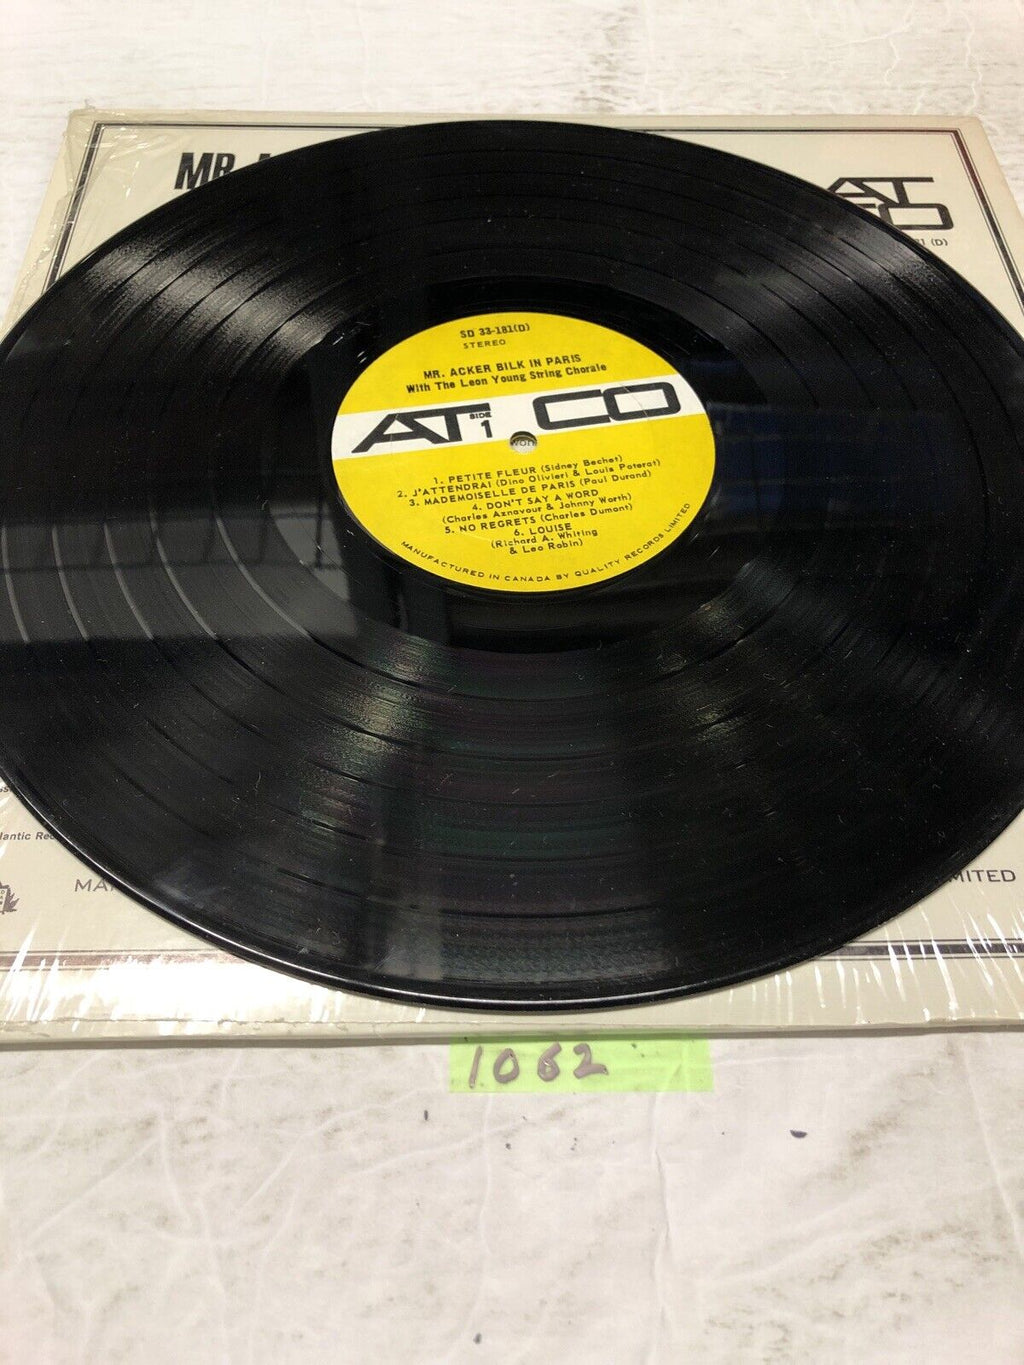 MR.
AT
CO
(D)
SD 33-181(D)
STEREO
MR. ACKER BILK IN PARIS
With The Leon Young String Chorale
ATCO
SIDE
1
1. PETITE FLEUR (Sidney Bechet)
2. J'ATTENDRAI (Dino Olivieri & Louis Poterat)
3. MADEMOISELLE DE PARIS (Paul Durand)
4. DON'T SAY A WORD
(Charles Aznavour & Johnny Worth)
5. NO REGRETS (Charles Dumont)
6. LOUISE
(Richard A. Whiting
& Leo Robin)
MANUFACTURED IN CANADA BY QUALITY RECORDS LIMITED
lantic Rec
MA
MITED
1062